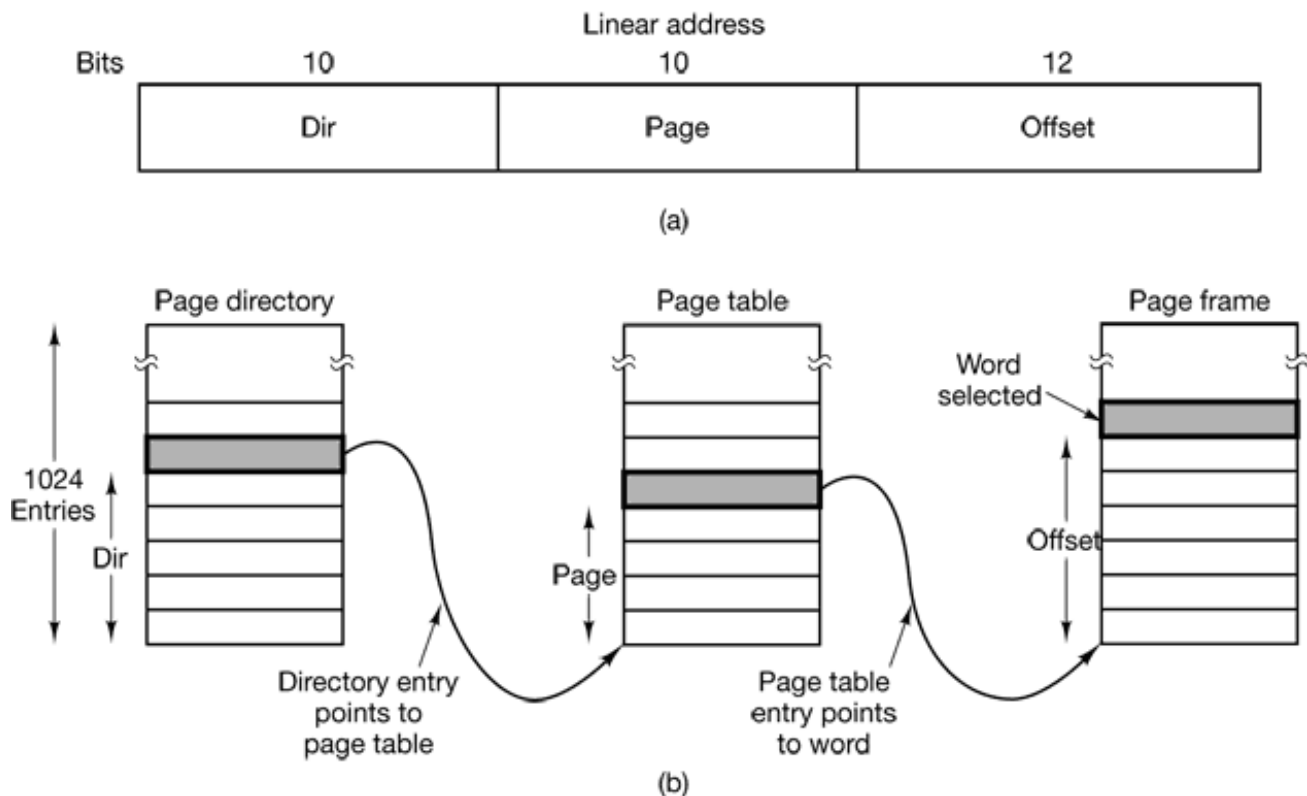 Linear address
Bits 10 10 12
Dir Page Offset
(a)
Page directory Page table Page frame
Word
selected
1024
Entries
Dir
Page
Offset
Directory entry
points to
page table
Page table
entry points
to word
(b)